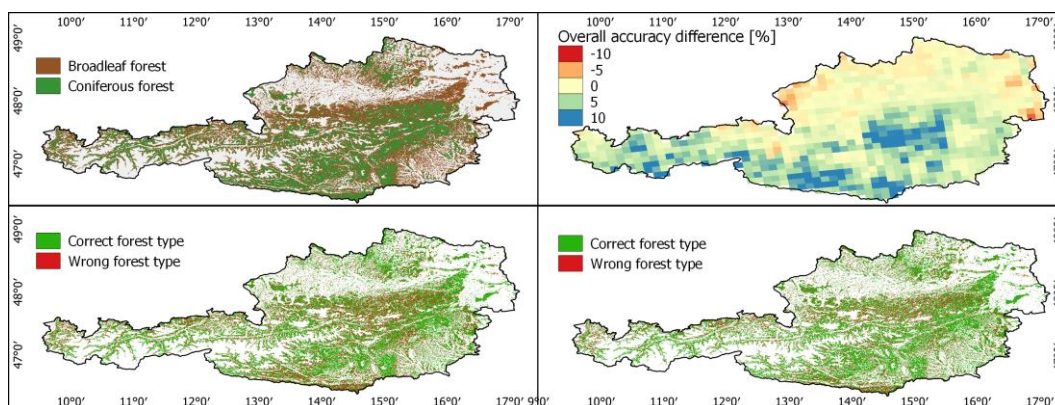 10°0' 11°0' 12°0' 13°0' 14°0' 15°0' 16°0' 17°0'
49°0'
Broadleaf forest
Coniferous forest
48°0'
47°0'
10°0' 11°0' 12°0' 13°0' 14°0' 15°0' 16°0' 17°0'
Overall accuracy difference [%]
-10
-5
0
5
10
49°0'
Correct forest type
Wrong forest type
48°0'
47°0'
10°0' 11°0' 12°0' 13°0' 14°0' 15°0' 16°0' 17°0'
Correct forest type
Wrong forest type
10°0' 11°0' 12°0' 13°0' 14°0' 15°0' 16°0' 17°0'